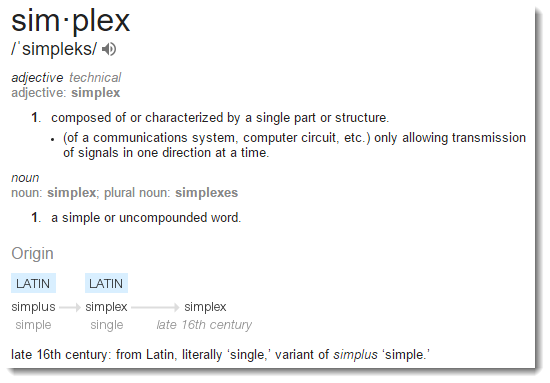 sim·plex
/ˈsimpleks/
adjective technical
adjective: simplex
1. composed of or characterized by a single part or structure.
• (of a communications system, computer circuit, etc.) only allowing transmission
of signals in one direction at a time.
noun
noun: simplex; plural noun: simplexes
1. a simple or uncompounded word.
Origin
LATIN LATIN
simplus simplex simplex
simple single late 16th century
late 16th century: from Latin, literally ‘single,’ variant of simplus ‘simple.’